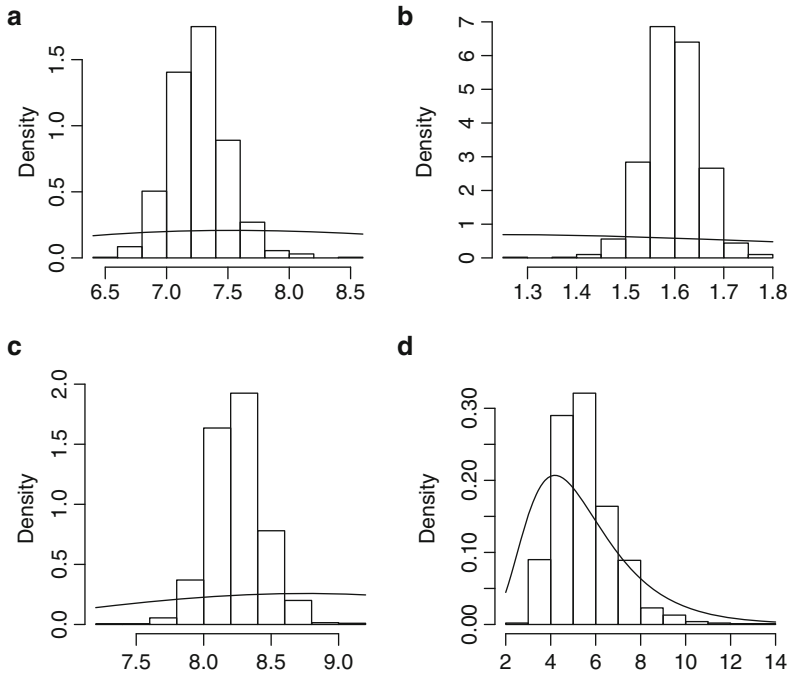 a
Density
0.0 0.5 1.0 1.5
6.5 7.0 7.5 8.0 8.5
b
Density
0 1 2 3 4 5 6 7
1.3 1.4 1.5 1.6 1.7 1.8
c
Density
0.0 0.5 1.0 1.5 2.0
7.5 8.0 8.5 9.0
d
Density
0.00 0.10 0.20 0.30
2 4 6 8 10 12 14